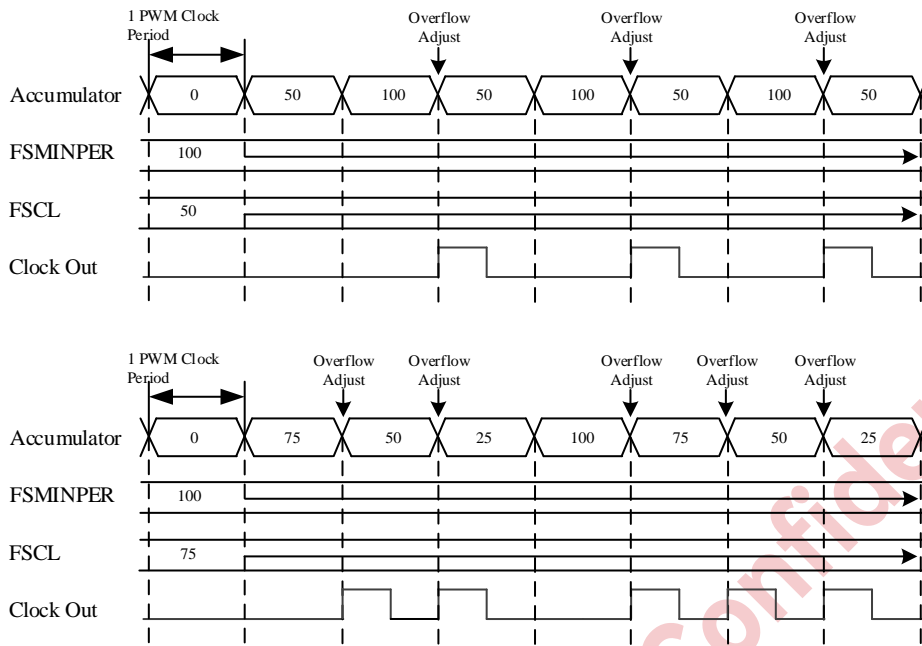 1 PWM Clock
Period
Overflow
Adjust
Overflow
Adjust
Overflow
Adjust
Accumulator 0 50 100 50 100 50 100 50
FSMINPER 100
FSCL 50
Clock Out
1 PWM Clock
Period
Overflow
Adjust
Overflow
Adjust
Overflow
Adjust
Overflow
Adjust
Overflow
Adjust
Accumulator 0 75 50 25 100 75 50 25
FSMINPER 100
FSCL 75
Clock Out